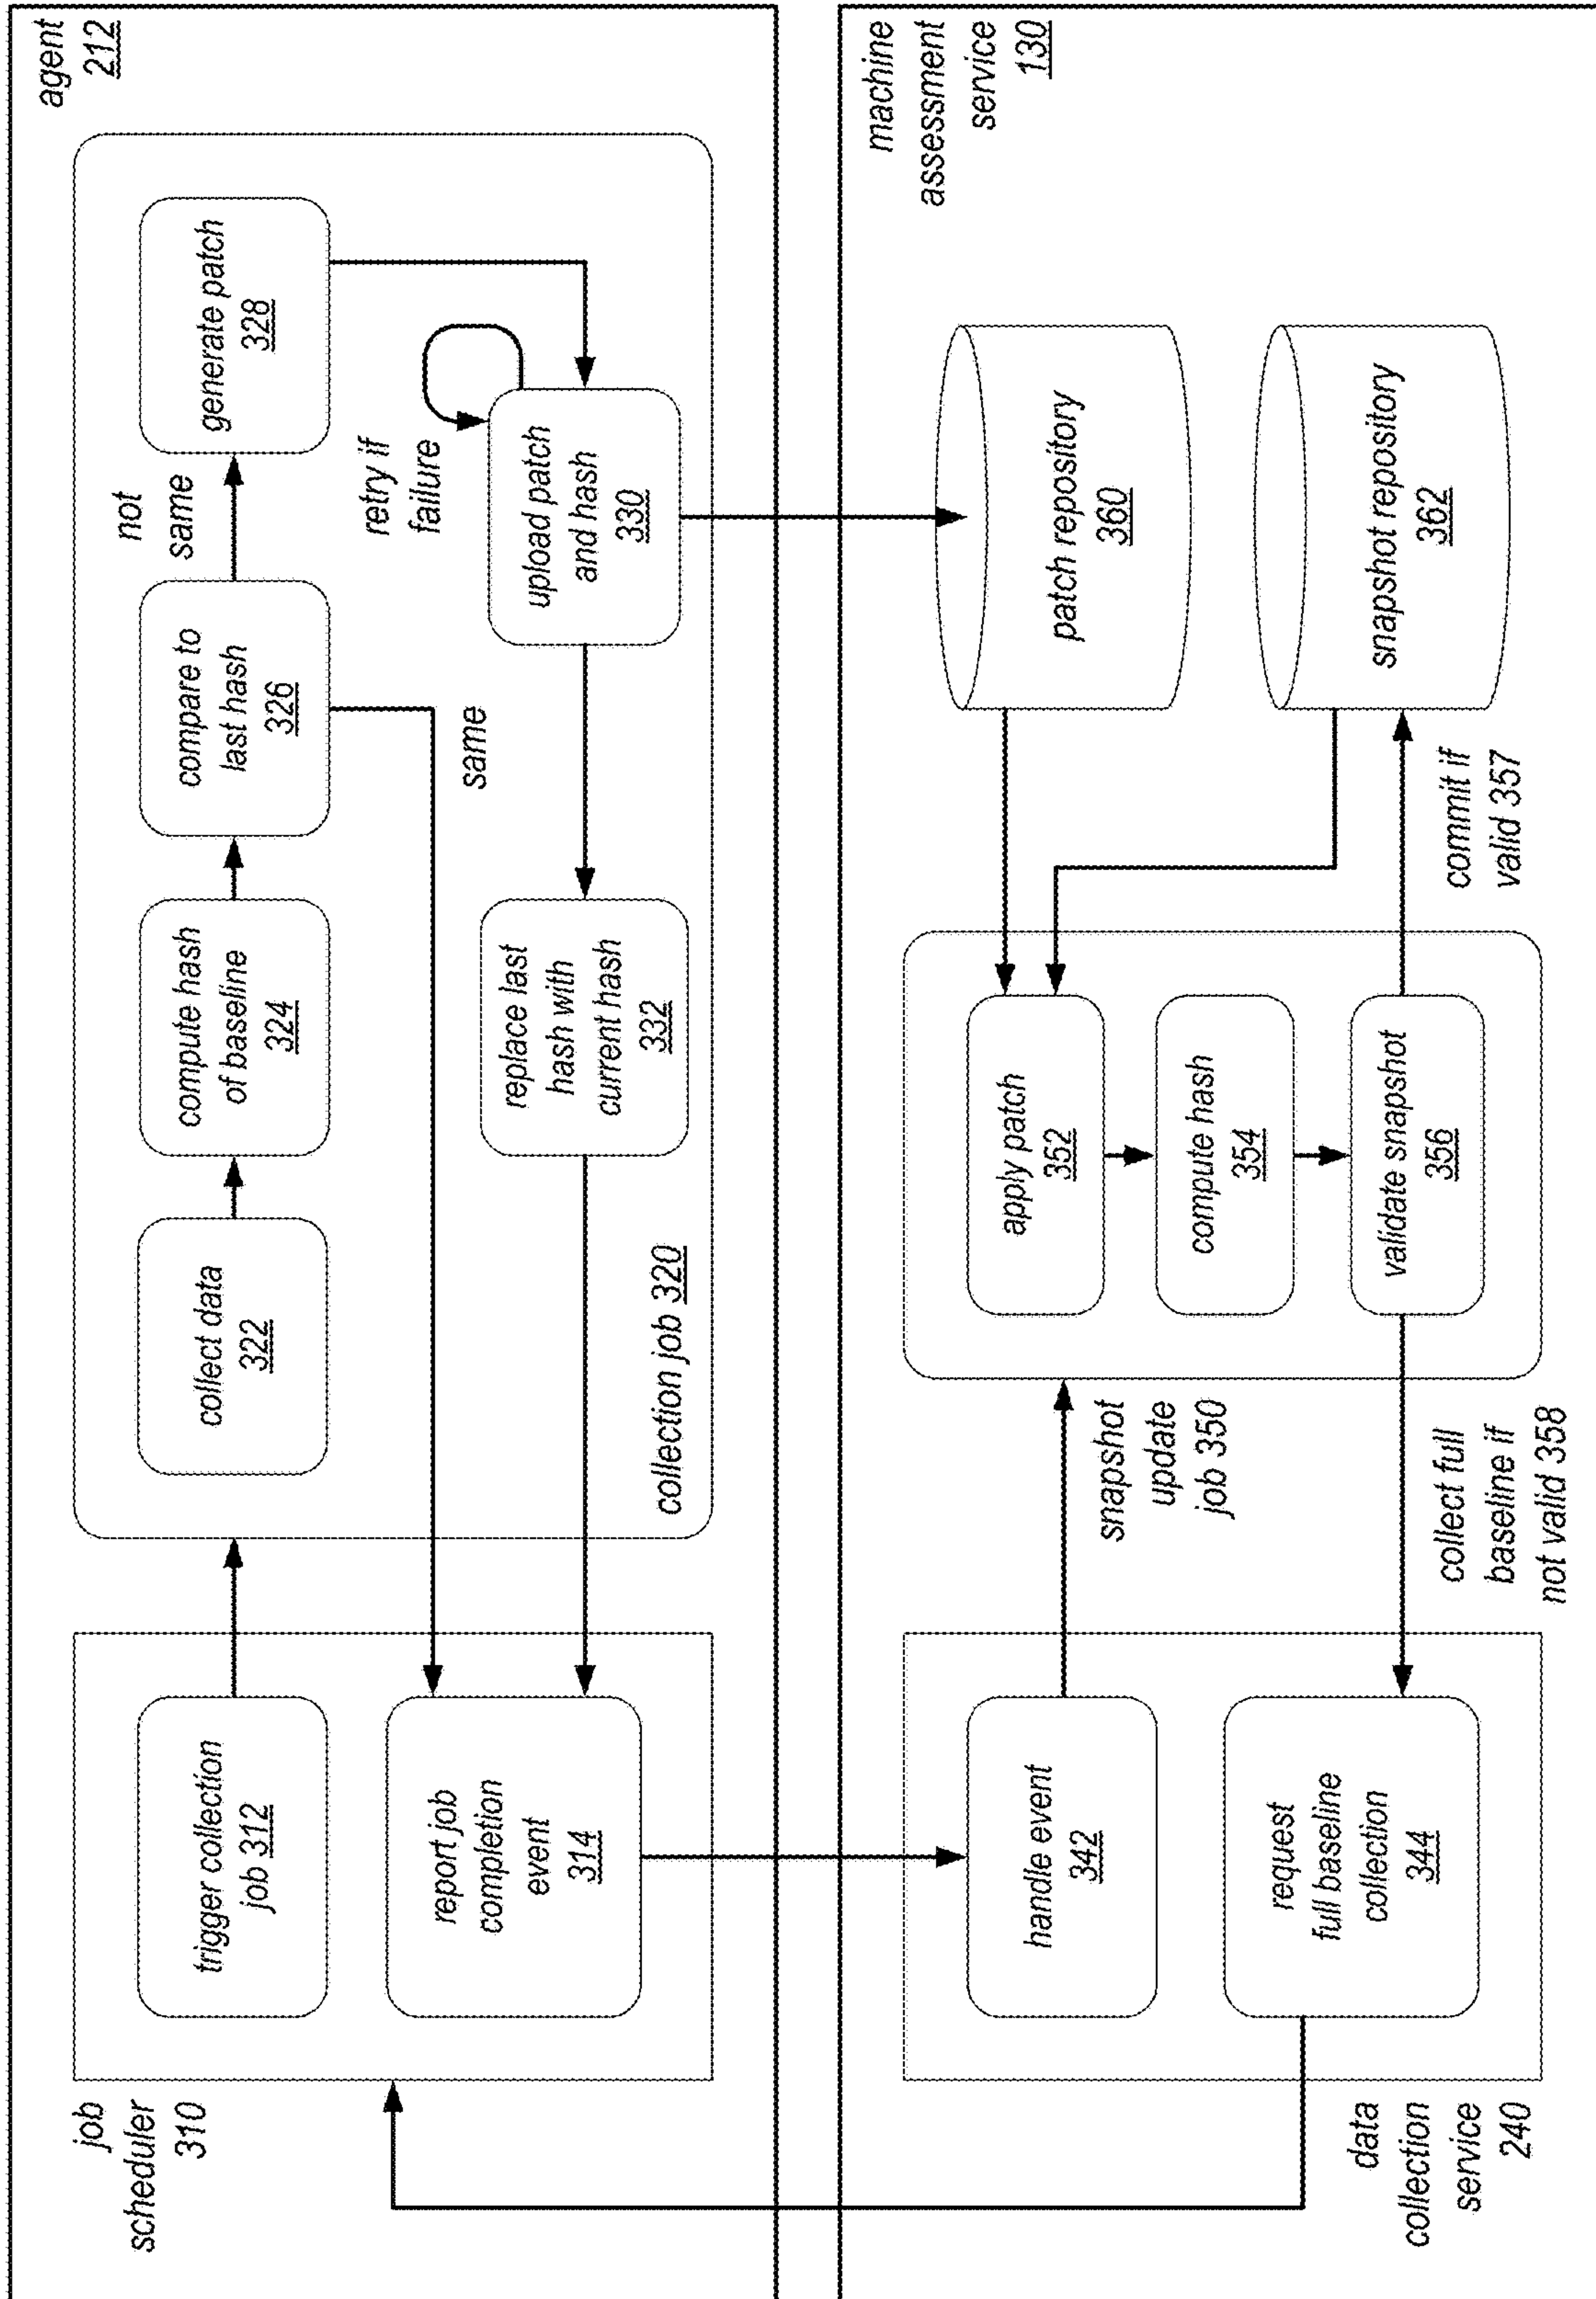 agent
212
job
scheduler
310
trigger collection
job 312
report job
completion
event
314
collect data
322
compute hash
of baseline
324
compare to
last hash
326
not
same
generate patch
328
same
retry if
failure
upload patch
and hash
330
replace last
hash with
current hash
332
collection job 320
machine
assessment
service
130
data
collection
service
240
handle event
342
request
full baseline
collection
344
snapshot
update
job 350
collect full
baseline if
not valid 358
apply patch
352
compute hash
354
validate snapshot
356
commit if
valid 357
patch repository
360
snapshot repository
362